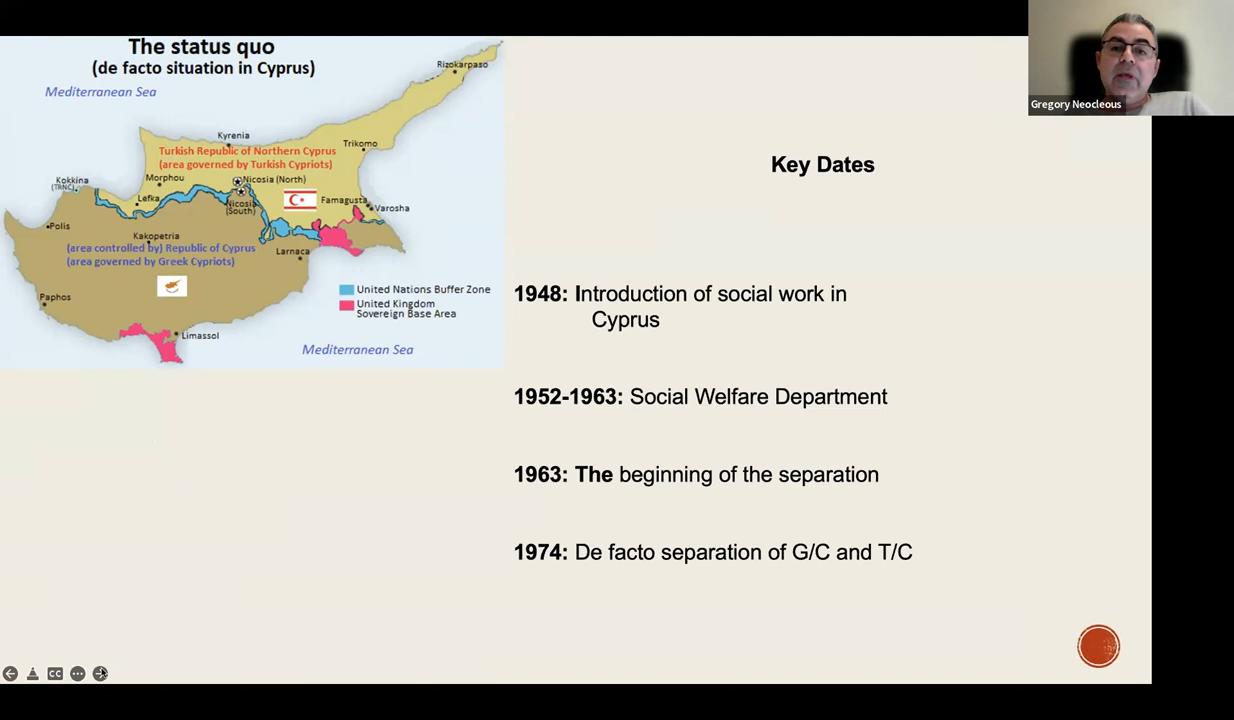 The status quo
(de facto situation in Cyprus)
Mediterranean Sea
Rizokarpaso
Kyrenia
Trikomo
Turkish Republic of Northern Cyprus
(area governed by Turkish Cypriots)
Kokkina
(TRNC)
Morphou
Nicosia (North)
Lefka
Nicosia
(South)
Famagusta
Varosha
Polis
Kakopetria
(area controlled by) Republic of Cyprus
(area governed by Greek Cypriots)
Larnaca
Paphos
United Nations Buffer Zone
United Kingdom
Sovereign Base Area
Limassol
Mediterranean Sea
Gregory Neocleous
Key Dates
1948: Introduction of social work in
Cyprus
1952-1963: Social Welfare Department
1963: The beginning of the separation
1974: De facto separation of G/C and T/C
CC